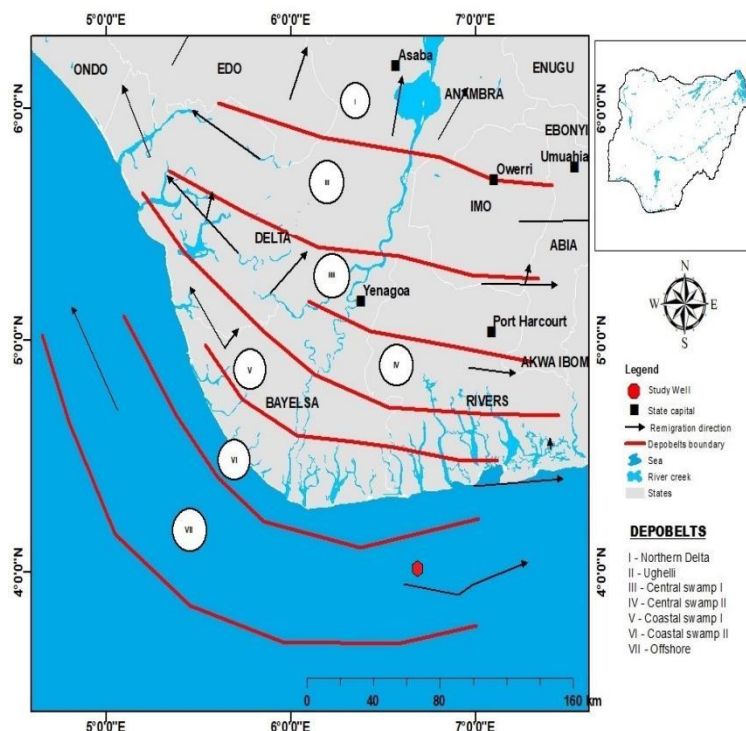 5°0'0"E 6°0'0"E 7°0'0"E
Asaba
ONDO EDO ENUGU
ANAMBRA
I
6°0'0"N 6°0'0"N
EBONYI
Umuahia
Owerri
II
IMO
DELTA
ABIA
III
Yenagoa
Port Harcourt
5°0'0"N 5°0'0"N
AKWA IBOM
IV
V
BAYELSA RIVERS
VI
VII
4°0'0"N 4°0'0"N
0 40 80 160 km
5°0'0"E 6°0'0"E 7°0'0"E
N
W E
S
Legend
Study Well
State capital
Remigration direction
Depobelts boundary
Sea
River creek
States
DEPOBELTS
I - Northern Delta
II - Ughelli
III - Central swamp I
IV - Central swamp II
V - Coastal swamp I
VI - Coastal swamp II
VII - Offshore